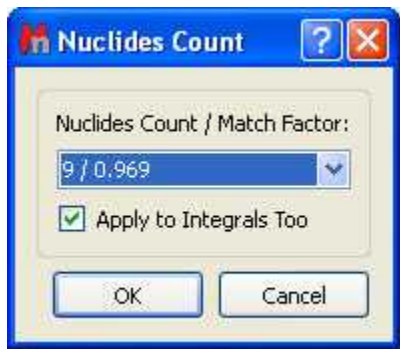 Nuclides Count
Nuclides Count / Match Factor:
9 / 0.969
Apply to Integrals Too
OK Cancel